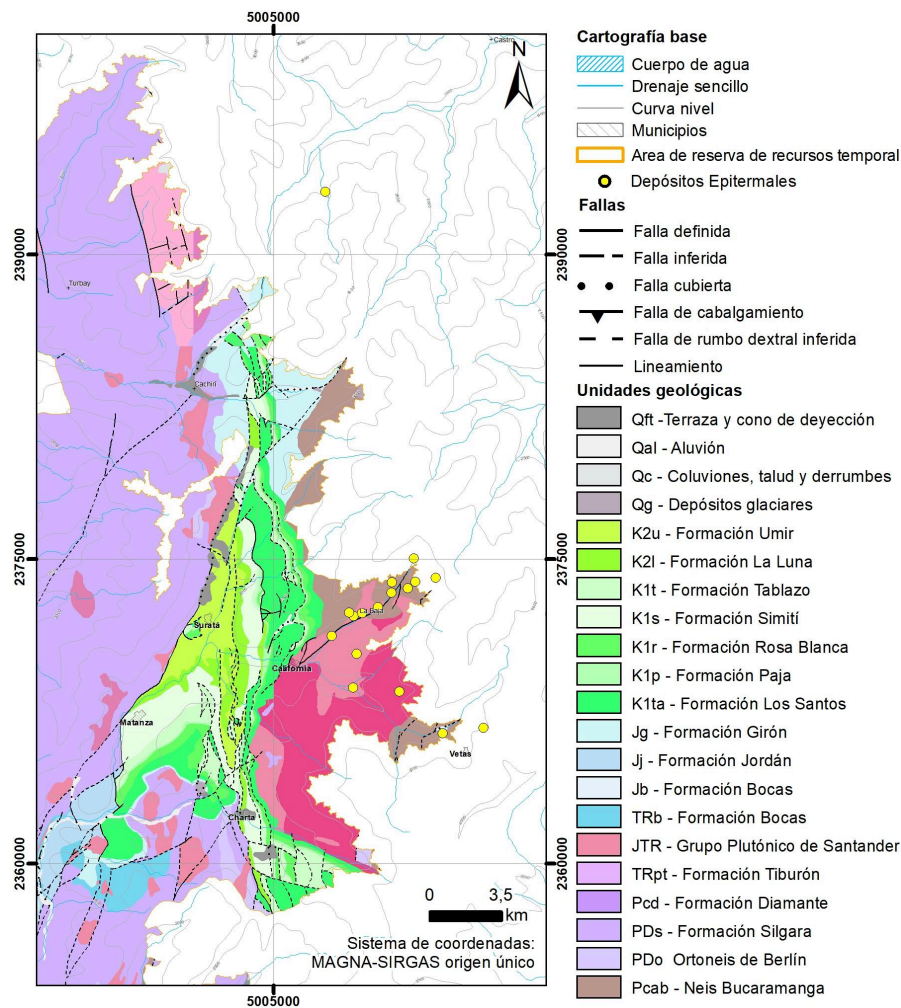 5005000
Castro
N
Turbay
2390000
2390000
Cachirí
2375000
2375000
La Baja
Suratá
California
Matanza
Vetas
Charta
2360000
2360000
0 3,5
km
Sistema de coordenadas:
MAGNA-SIRGAS origen único
5005000
Cartografía base
Cuerpo de agua
Drenaje sencillo
Curva nivel
Municipios
Area de reserva de recursos temporal
Depósitos Epitermales
Fallas
Falla definida
Falla inferida
Falla cubierta
Falla de cabalgamiento
Falla de rumbo dextral inferida
Lineamiento
Unidades geológicas
Qft -Terraza y cono de deyección
Qal - Aluvión
Qc - Coluviones, talud y derrumbes
Qg - Depósitos glaciares
K2u - Formación Umir
K2l - Formación La Luna
K1t - Formación Tablazo
K1s - Formación Simití
K1r - Formación Rosa Blanca
K1p - Formación Paja
K1ta - Formación Los Santos
Jg - Formación Girón
Jj - Formación Jordán
Jb - Formación Bocas
TRb - Formación Bocas
JTR - Grupo Plutónico de Santander
TRpt - Formación Tiburón
Pcd - Formación Diamante
PDs - Formación Silgara
PDo Ortoneis de Berlín
Pcab - Neis Bucaramanga